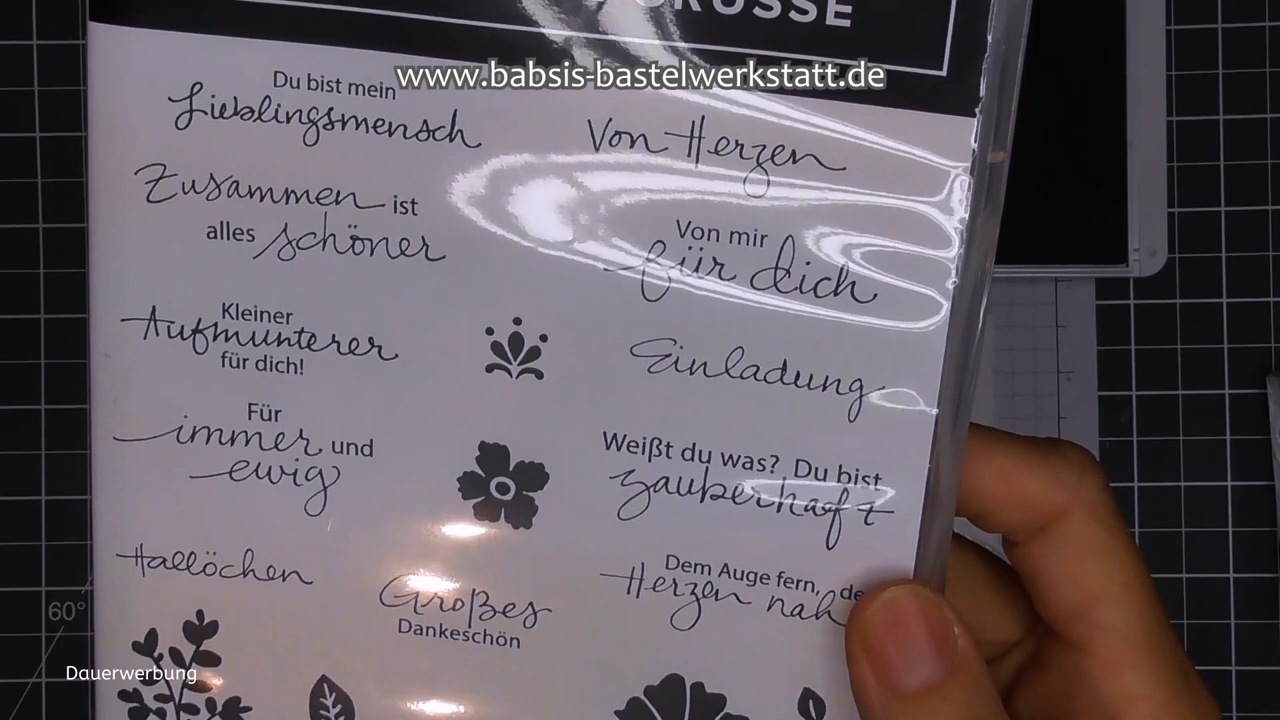 GRÜSSE
www.babsis-bastelwerkstatt.de
Du bist mein
Lieblingsmensch
Von Herzen
Zusammen ist
alles schöner
Von mir
für dich
Kleiner
Aufmunterer
für dich!
Einladung
Für
immer und
ewig
Weißt du was? Du bist
zauberhaft
Hallöchen
Großes
Dankeschön
Dem Auge fern,
Herzen nah
60°
Dauerwerbung